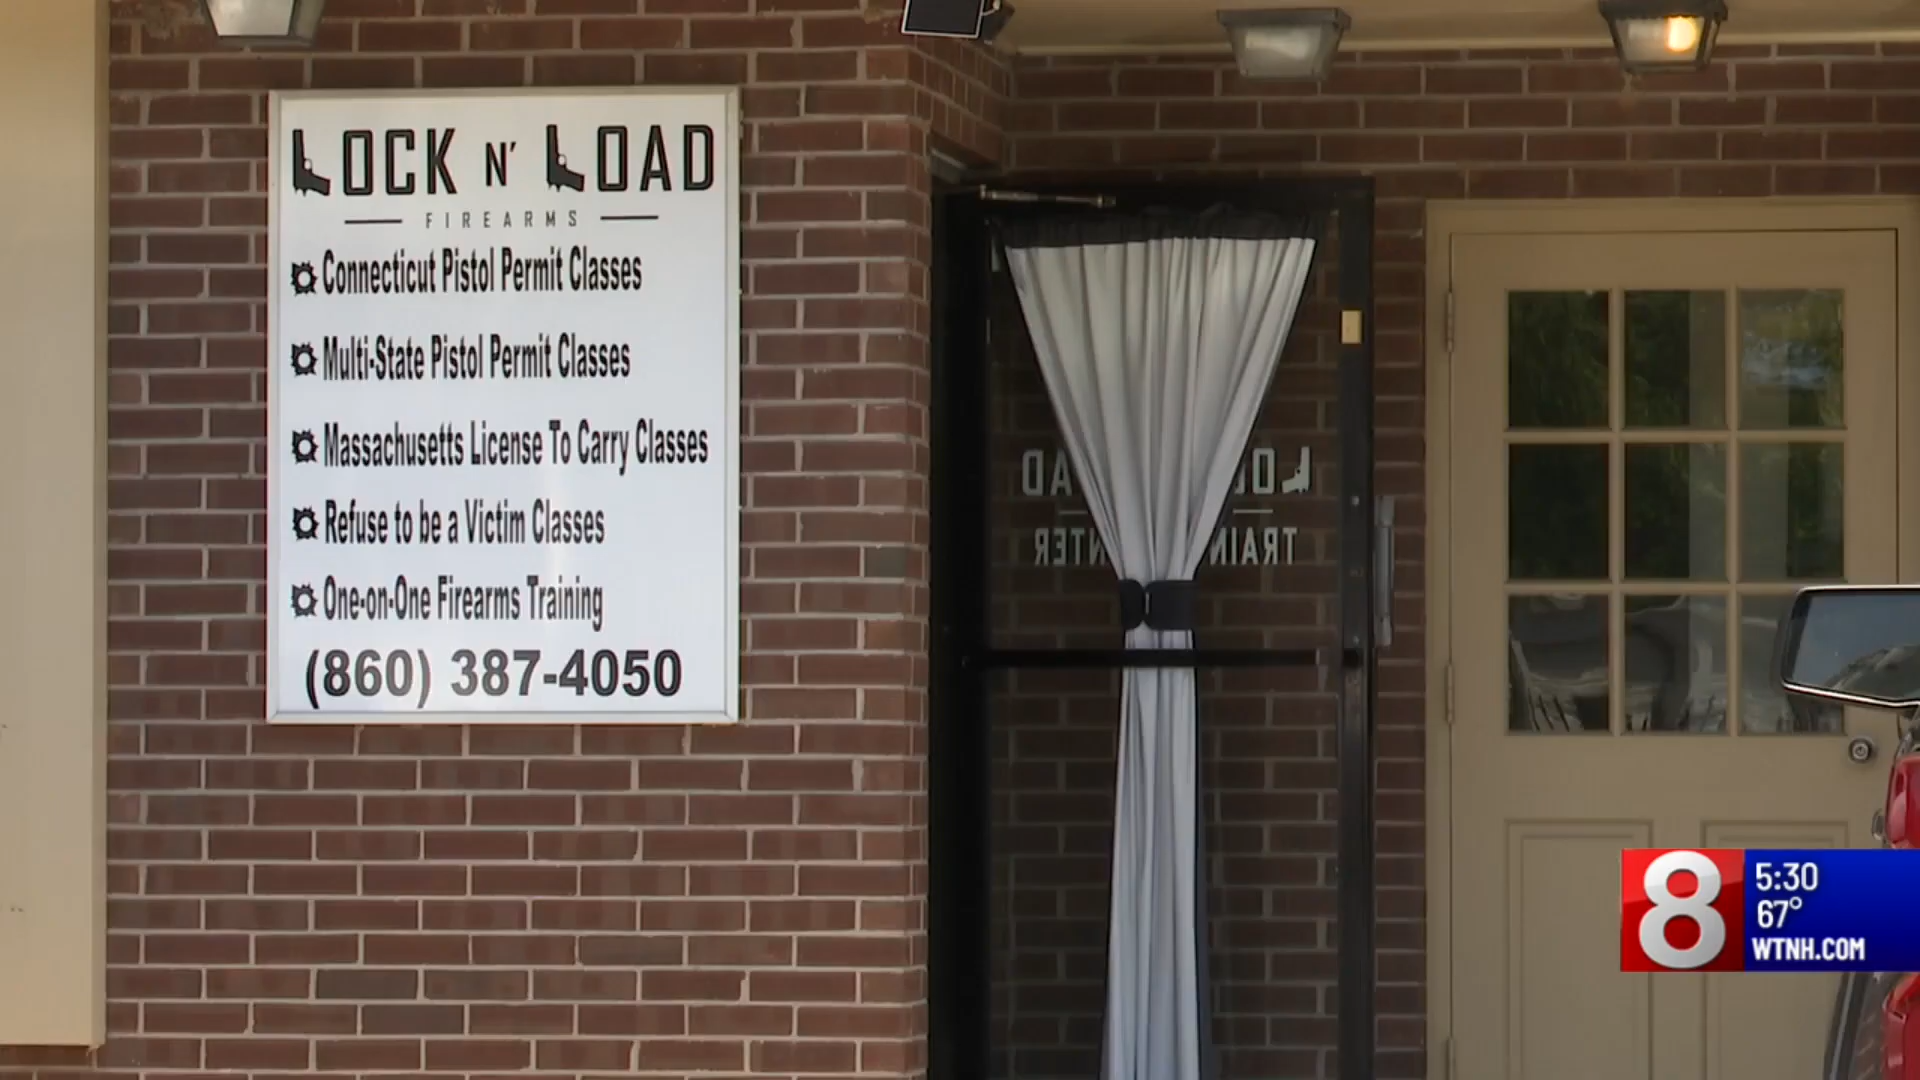 LOCK N' LOAD
FIREARMS
Connecticut Pistol Permit Classes
Multi-State Pistol Permit Classes
Massachusetts License To Carry Classes
Refuse to be a Victim Classes
One-on-One Firearms Training
(860) 387-4050
8
5:30
67°
WTNH.COM